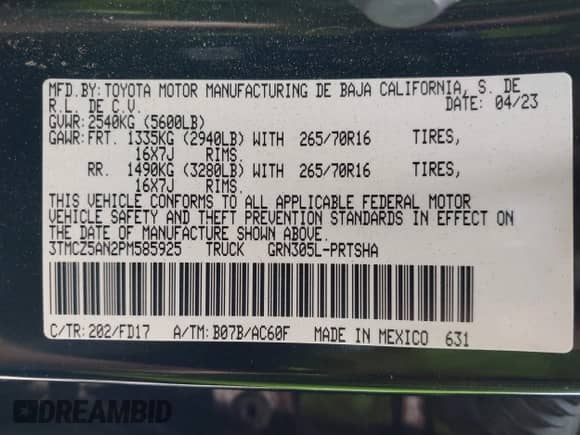 MFD.BY:TOYOTA MOTOR MANUFACTURING DE BAJA CALIFORNIA, S. DE
R.L. DE C.V. DATE: 04/23
GVWR:2540KG (5600LB)
GAWR:FRT. 1335KG (2940LB) WITH 265/70R16 TIRES,
16X7J RIMS.
RR. 1490KG (3280LB) WITH 265/70R16 TIRES,
16X7J RIMS.
THIS VEHICLE CONFORMS TO ALL APPLICABLE FEDERAL MOTOR
VEHICLE SAFETY AND THEFT PREVENTION STANDARDS IN EFFECT ON
THE DATE OF MANUFACTURE SHOWN ABOVE.
3TMCZ5AN2PM585925 TRUCK GRN305L-PRTSHA
C/TR:202/FD17 A/TM:B07B/AC60F MADE IN MEXICO 631
DREAMBID